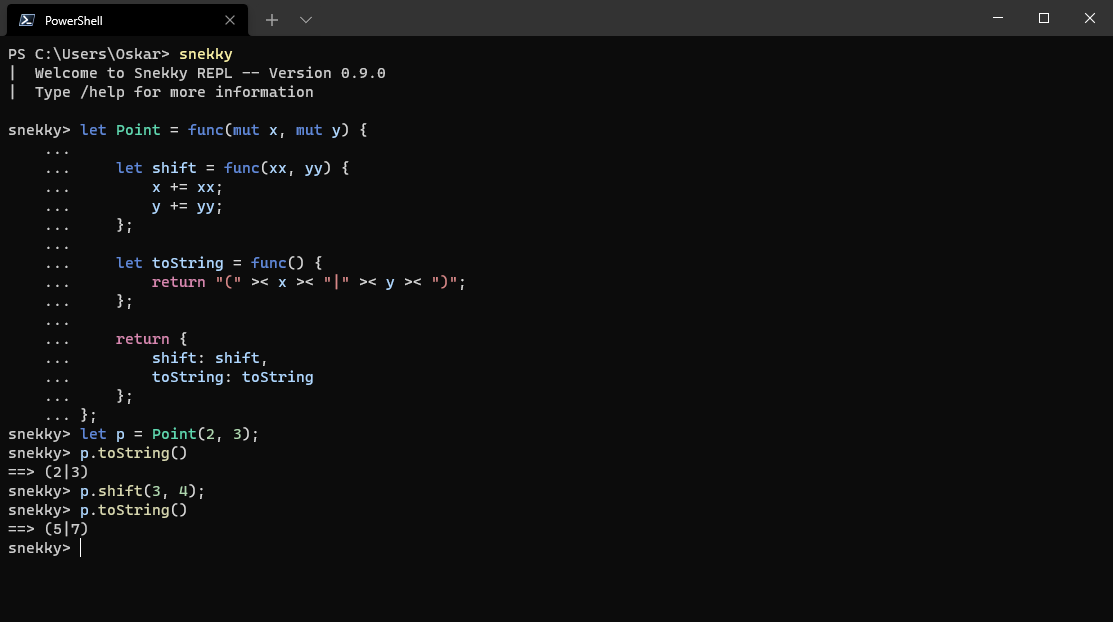 PowerShell
PS C:\Users\Oskar> snekky
|  Welcome to Snekky REPL -- Version 0.9.0
|  Type /help for more information
snekky> let Point = func(mut x, mut y) {
    ...
    ...     let shift = func(xx, yy) {
    ...         x += xx;
    ...         y += yy;
    ...     };
    ...
    ...     let toString = func() {
    ...         return "(" >< x >< "|" >< y >< ")";
    ...     };
    ...
    ...     return {
    ...         shift: shift,
    ...         toString: toString
    ...     };
    ... };
snekky> let p = Point(2, 3);
snekky> p.toString()
==> (2|3)
snekky> p.shift(3, 4);
snekky> p.toString()
==> (5|7)
snekky>